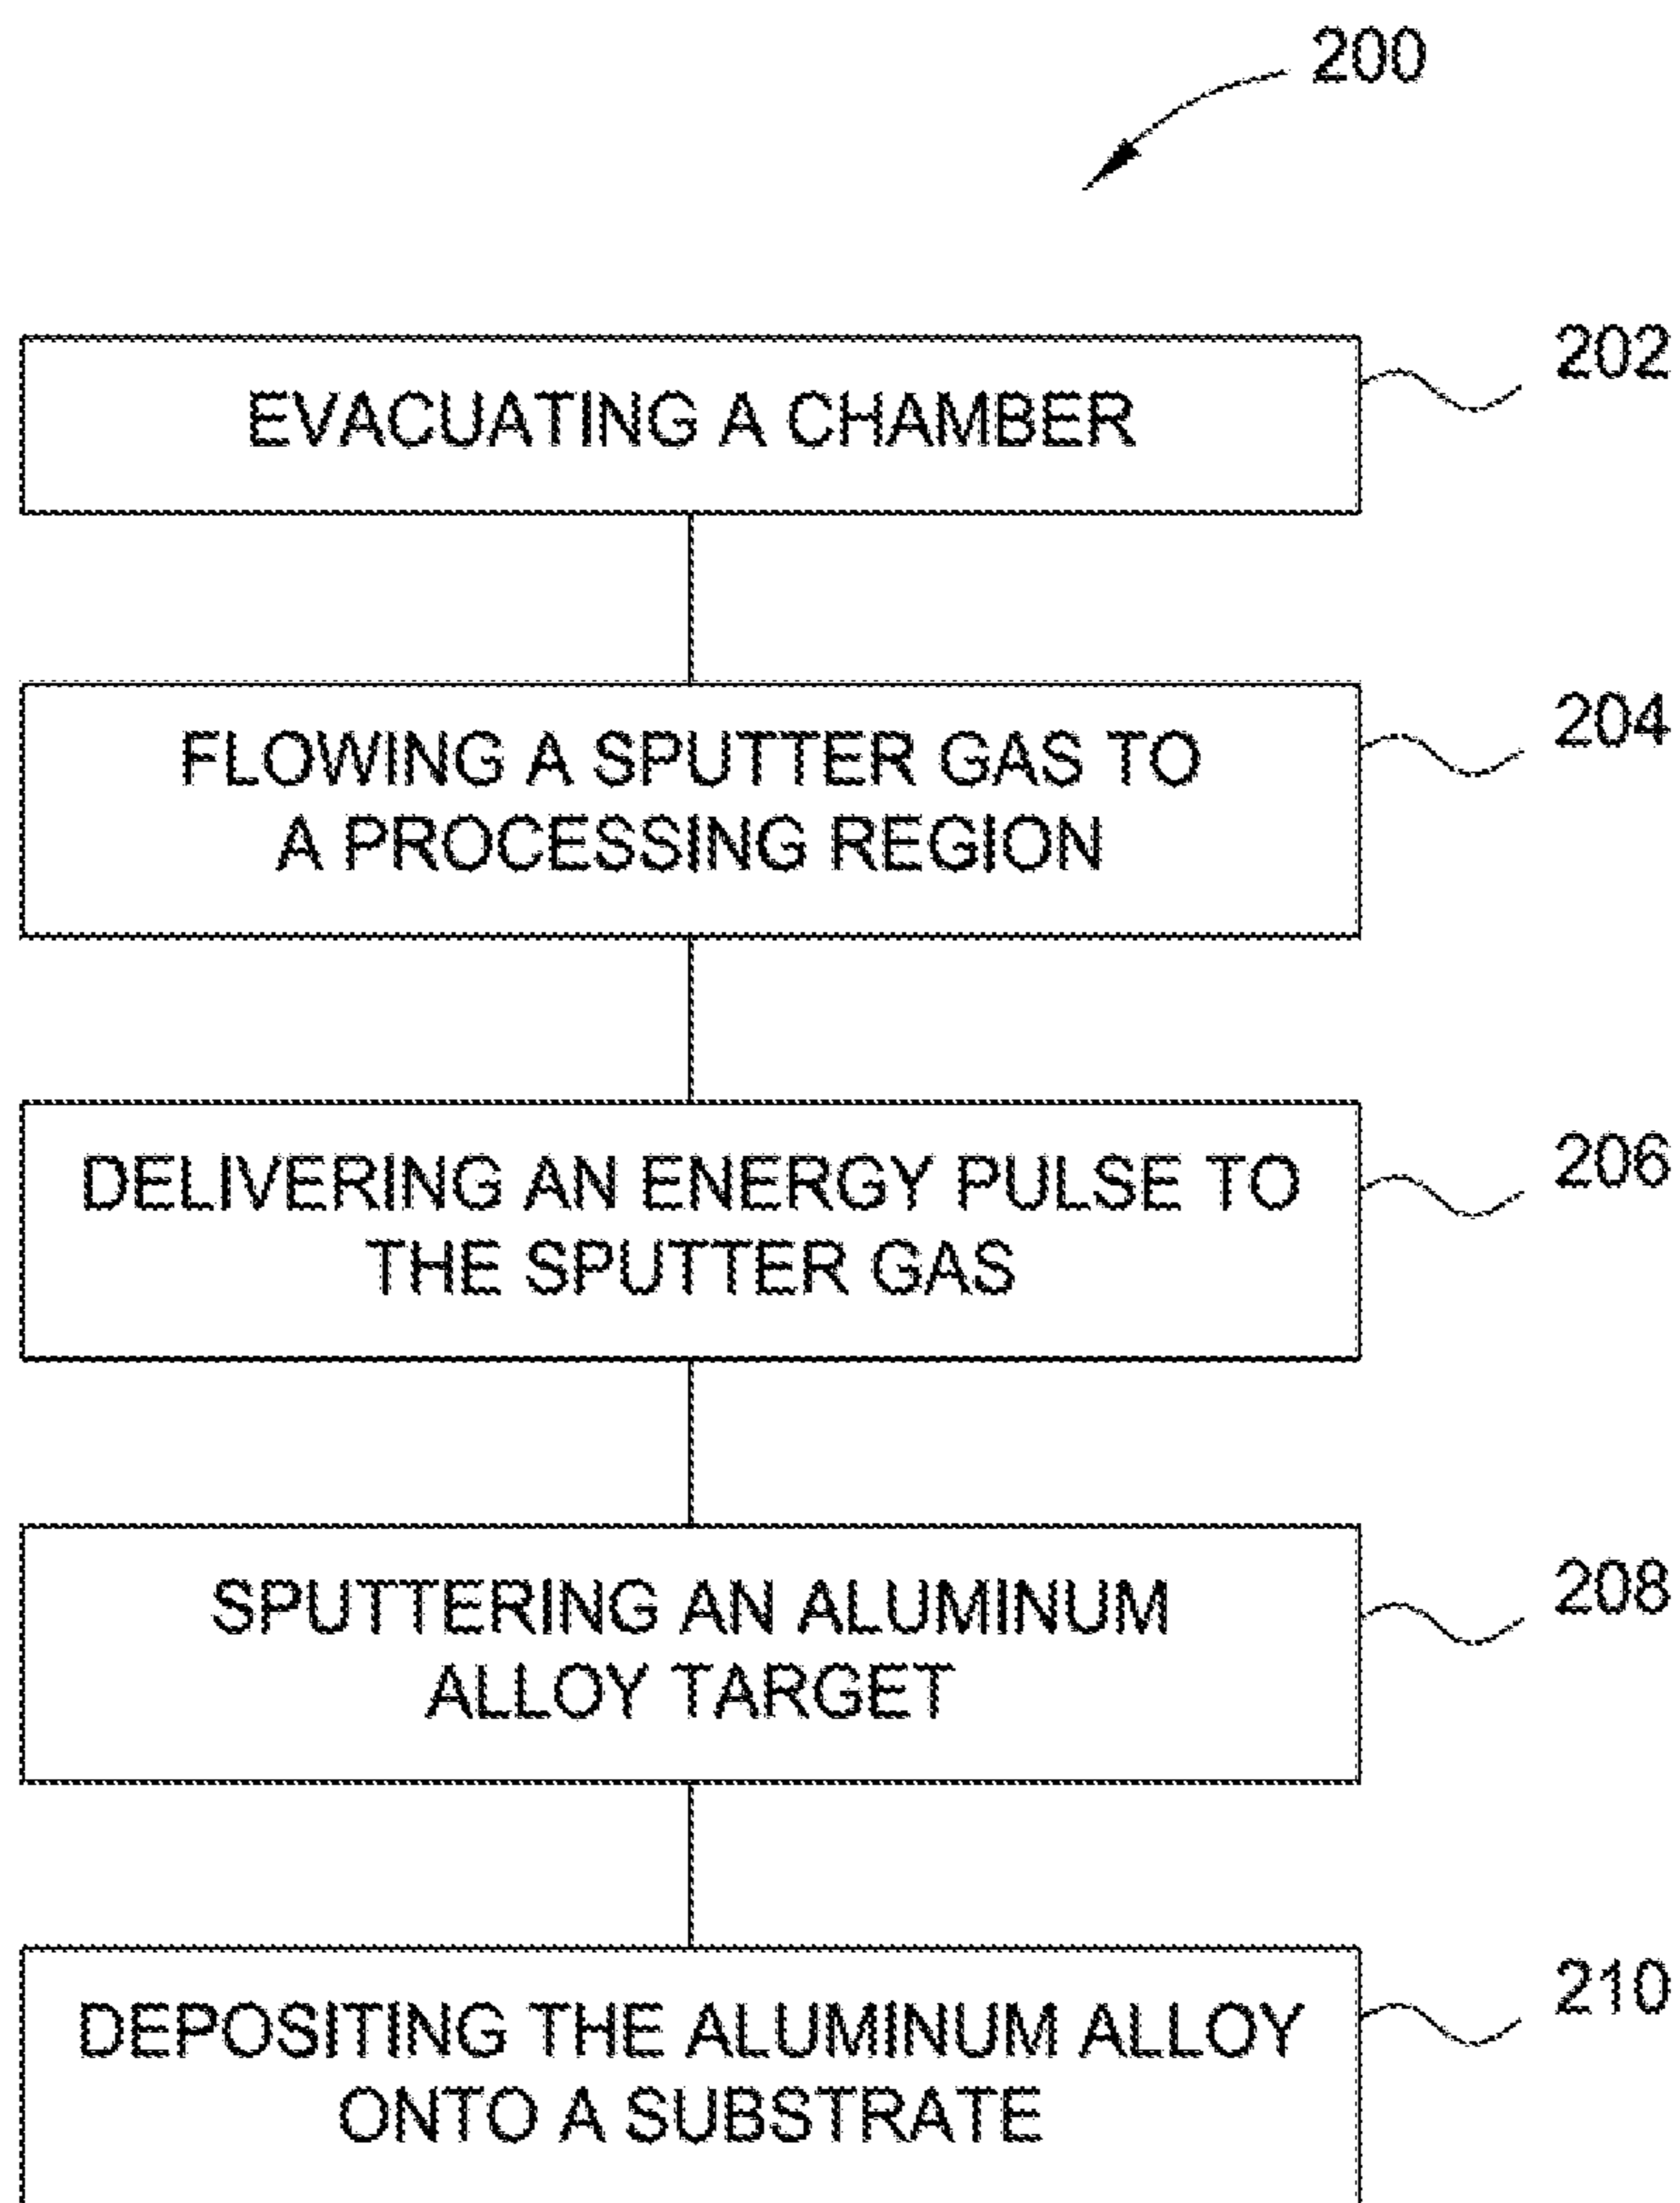 200
EVACUATING A CHAMBER
202
FLOWING A SPUTTER GAS TO
A PROCESSING REGION
204
DELIVERING AN ENERGY PULSE TO
THE SPUTTER GAS
206
SPUTTERING AN ALUMINUM
ALLOY TARGET
208
DEPOSITING THE ALUMINUM ALLOY
ONTO A SUBSTRATE
210